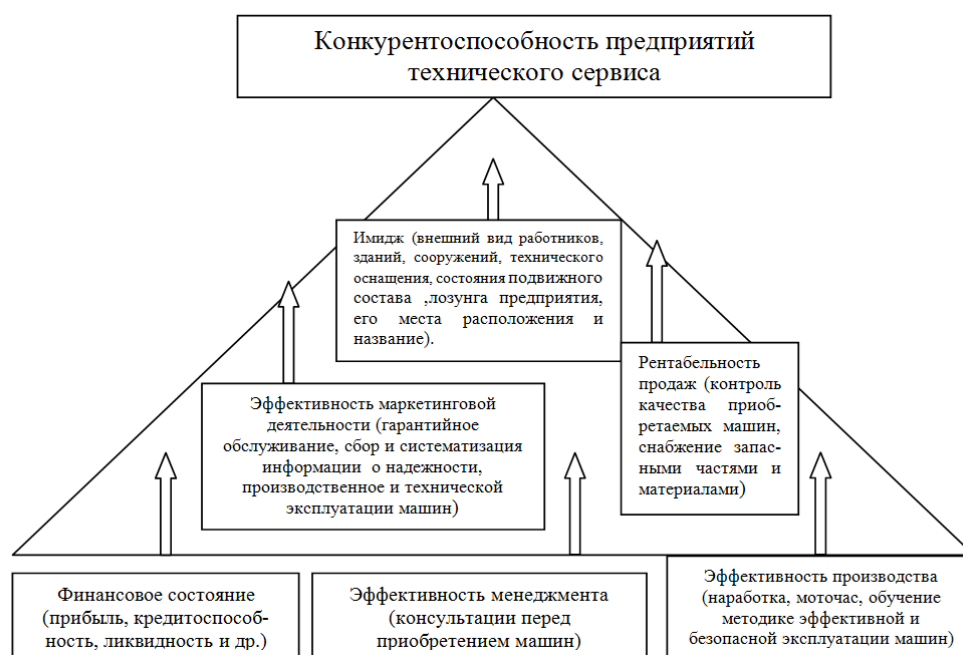 Конкурентоспособность предприятий
технического сервиса
Имидж (внешний вид работников,
зданий, сооружений, технического
оснащения, состояния подвижного
состава ,лозунга предприятия,
его места расположения и
название).
Рентабельность
продаж (контроль
качества приоб-
ретаемых машин,
снабжение запас-
ными частями и
материалами)
Эффективность маркетинговой
деятельности (гарантийное
обслуживание, сбор и систематизация
информации о надежности,
производственное и технической
эксплуатации машин)
Финансовое состояние
(прибыль, кредитоспособ-
ность, ликвидность и др.)
Эффективность менеджмента
(консультации перед
приобретением машин)
Эффективность производства
(наработка, моточас, обучение
методике эффективной и
безопасной эксплуатации машин)